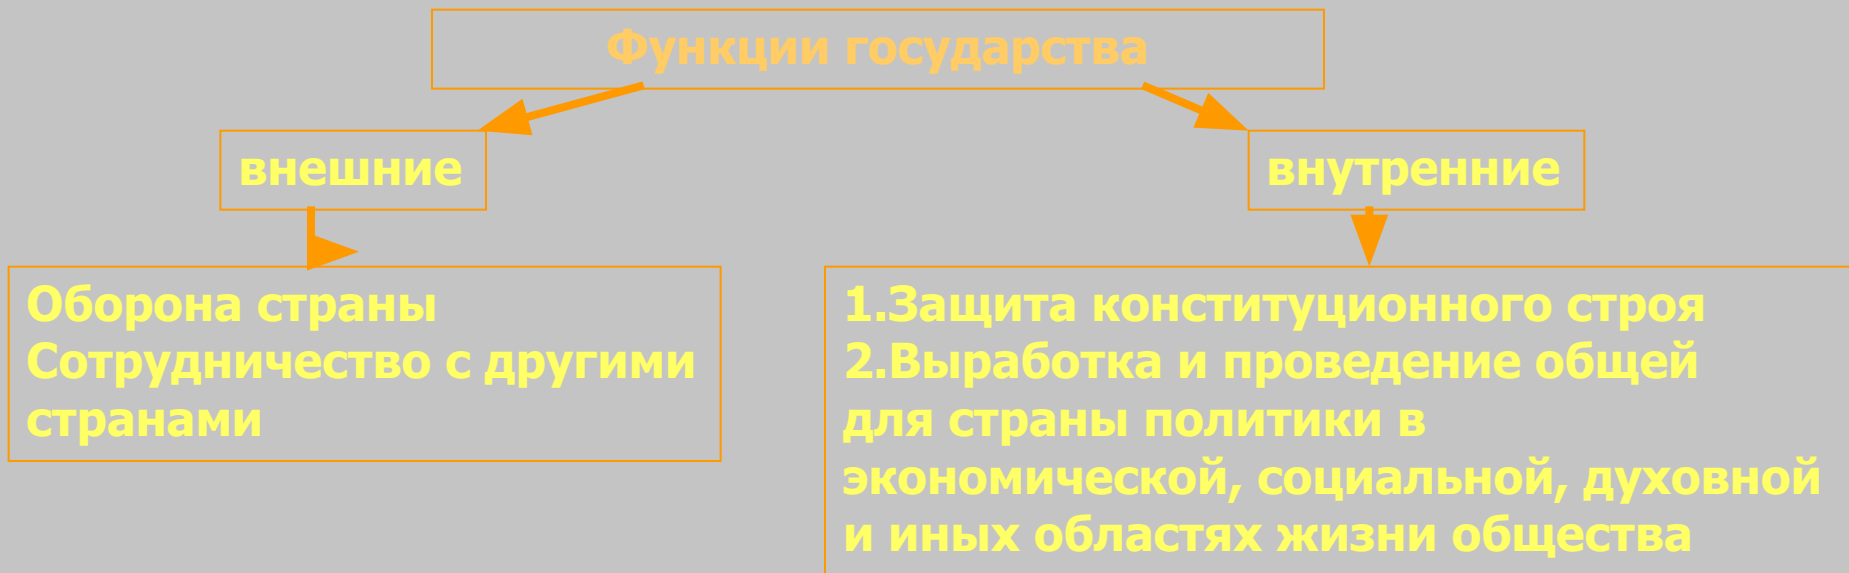 Функции государства
внешние
внутренние
Оборона страны
Сотрудничество с другими
странами
1.Защита конституционного строя
2.Выработка и проведение общей
для страны политики в
экономической, социальной, духовной
и иных областях жизни общества